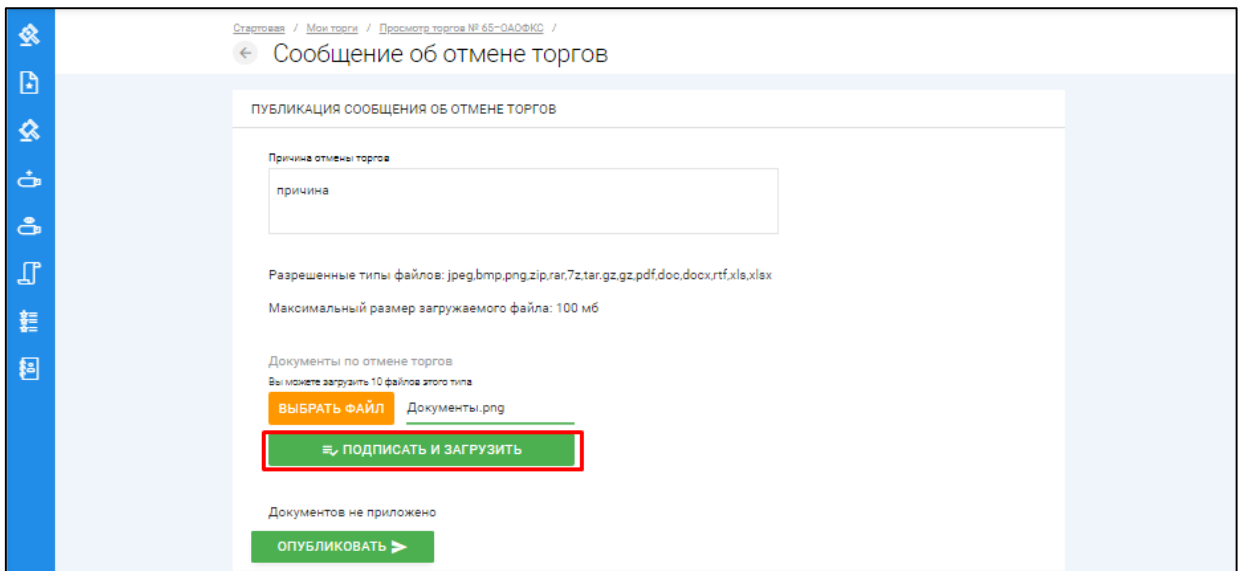 Стартовая / Мои торги / Просмотр торгов № 65-ОАОФКС /
Сообщение об отмене торгов
ПУБЛИКАЦИЯ СООБЩЕНИЯ ОБ ОТМЕНЕ ТОРГОВ
Причина отмены торгов
причина
Разрешенные типы файлов: jpeg,bmp,png,zip,rar,7z,tar.gz,gz,pdf,doc,docx,rtf,xls,xlsx
Максимальный размер загружаемого файла: 100 мб
Документы по отмене торгов
Вы можете загрузить 10 файлов этого типа
ВЫБРАТЬ ФАЙЛ Документы.png
ПОДПИСАТЬ И ЗАГРУЗИТЬ
Документов не приложено
ОПУБЛИКОВАТЬ